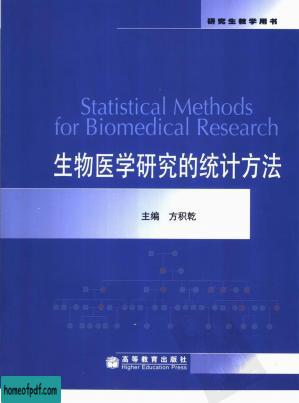 研究生教学用书
Statistical Methods
for Biomedical Research
生物医学研究的统计方法
主编 方积乾
高等教育出版社
Higher Education Press
homeofpdf.com